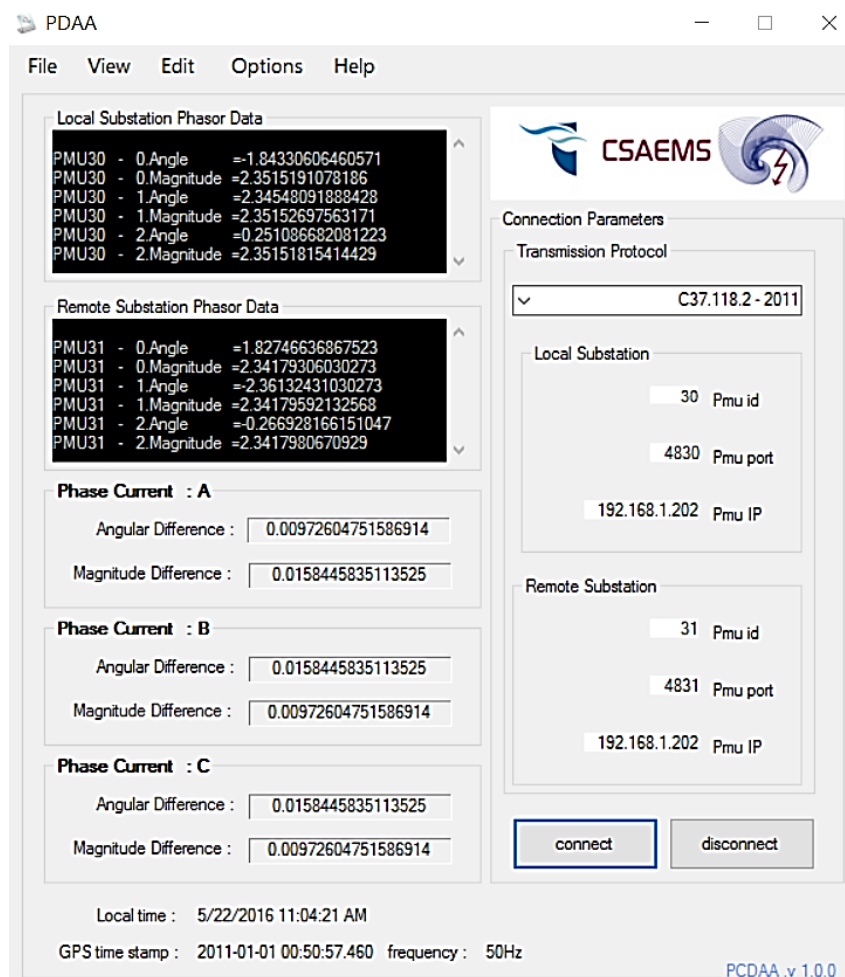 PDAA
File View Edit Options Help
Local Substation Phasor Data
PMU30 - 0.Angle =-1.84330606460571
PMU30 - 0.Magnitude =2.3515191078186
PMU30 - 1.Angle =2.34548091888428
PMU30 - 1.Magnitude =2.35152697563171
PMU30 - 2.Angle =0.251086682081223
PMU30 - 2.Magnitude =2.35151815414429
Remote Substation Phasor Data
PMU31 - 0.Angle =1.82746636867523
PMU31 - 0.Magnitude =2.34179306030273
PMU31 - 1.Angle =-2.36132431030273
PMU31 - 1.Magnitude =2.34179592132568
PMU31 - 2.Angle =-0.266928166151047
PMU31 - 2.Magnitude =2.3417980670929
Phase Current : A
Angular Difference : 0.00972604751586914
Magnitude Difference : 0.0158445835113525
Phase Current : B
Angular Difference : 0.0158445835113525
Magnitude Difference : 0.00972604751586914
Phase Current : C
Angular Difference : 0.0158445835113525
Magnitude Difference : 0.00972604751586914
CSAEMS
Connection Parameters
Transmission Protocol
C37.118.2 - 2011
Local Substation
30 Pmu id
4830 Pmu port
192.168.1.202 Pmu IP
Remote Substation
31 Pmu id
4831 Pmu port
192.168.1.202 Pmu IP
connect disconnect
Local time : 5/22/2016 11:04:21 AM
GPS time stamp : 2011-01-01 00:50:57.460 frequency : 50Hz
PCDAA .v 1.0.0